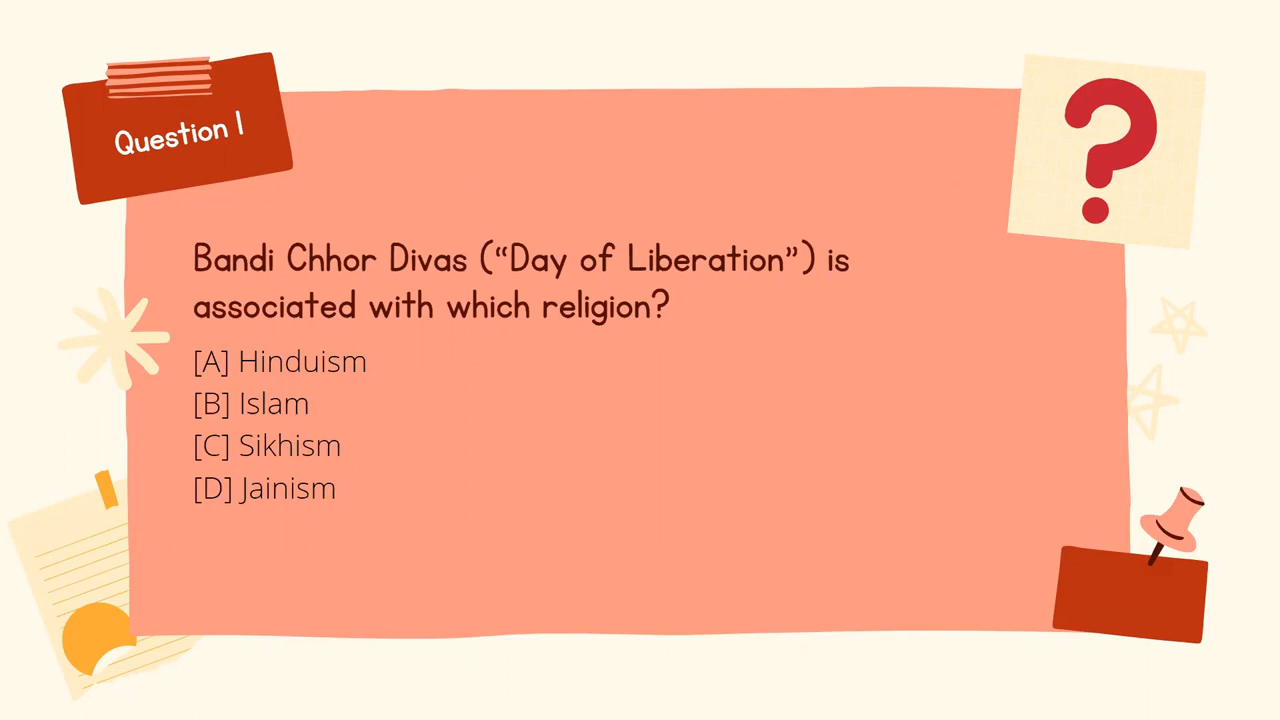 Question 1
Bandi Chhor Divas (“Day of Liberation”) is
associated with which religion?
[A] Hinduism
[B] Islam
[C] Sikhism
[D] Jainism
?